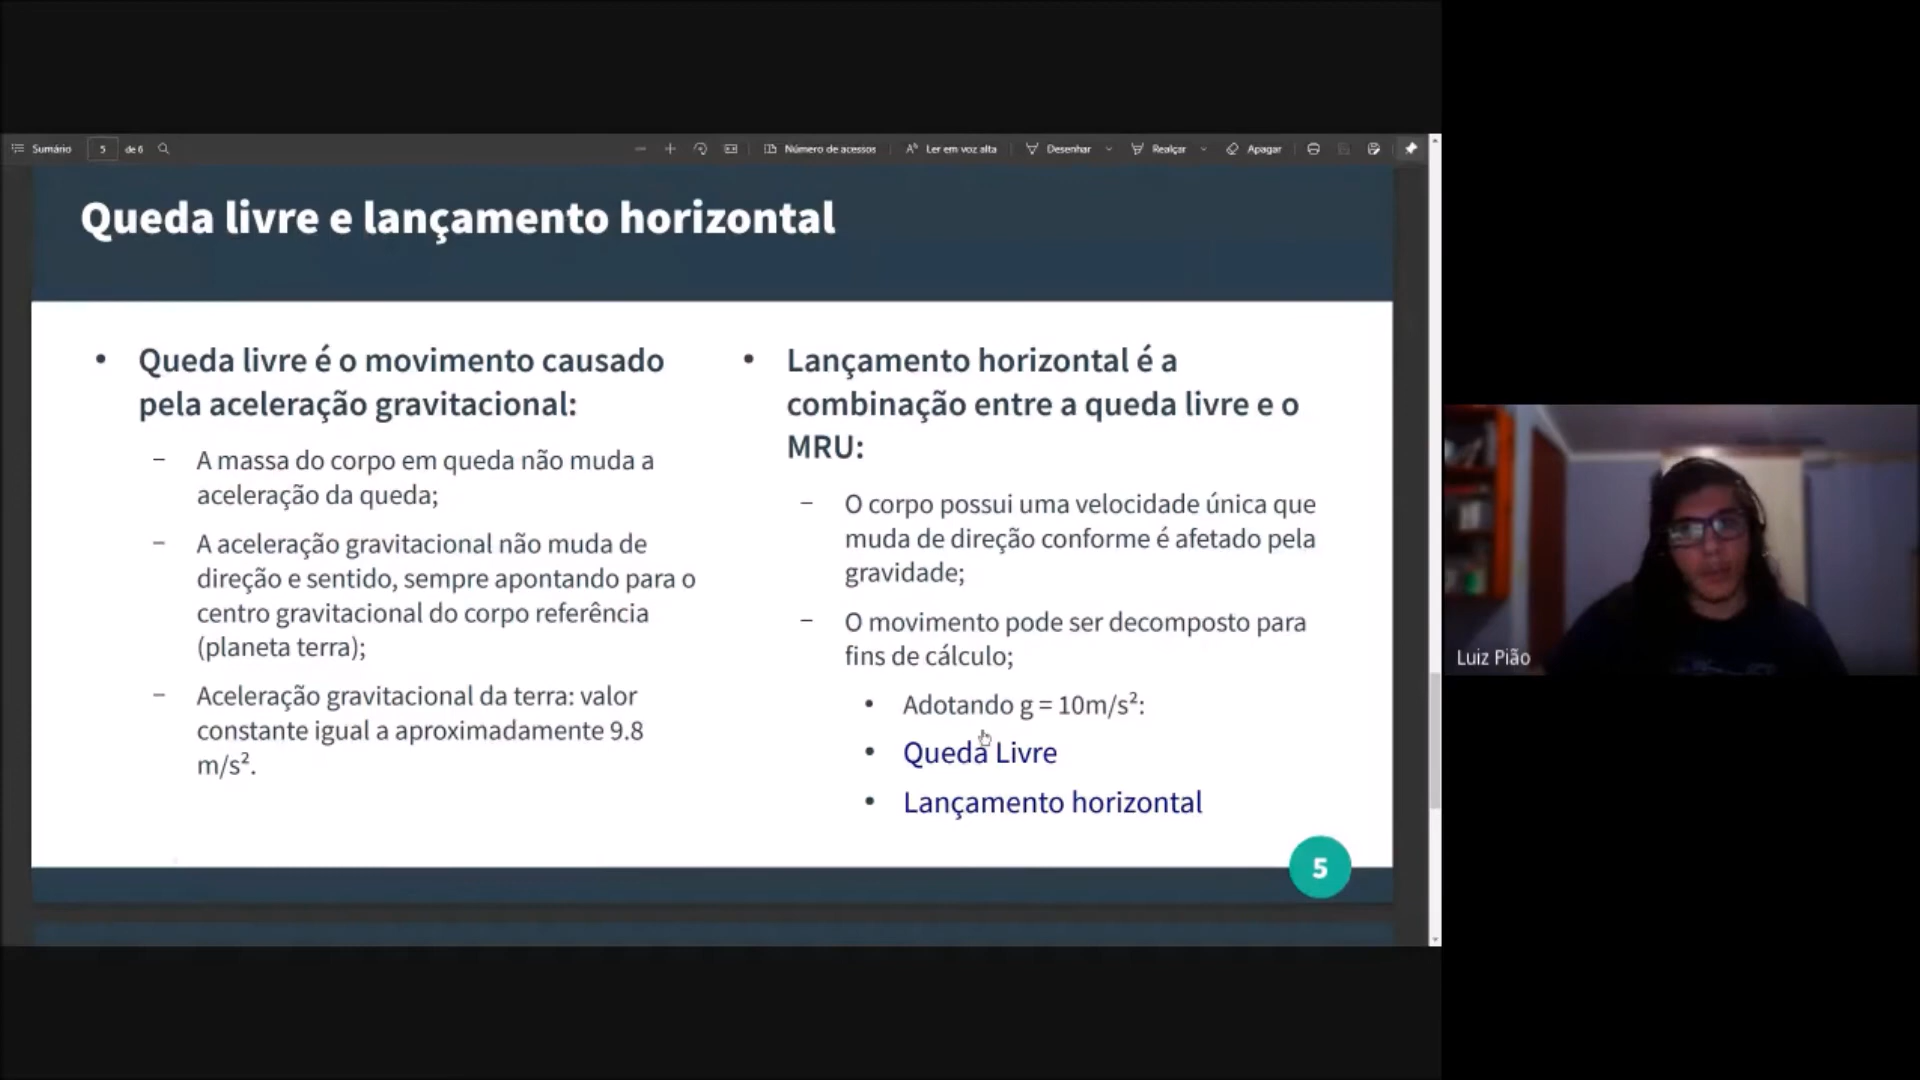 Sumário 5 de 6 Número de acessos Ler em voz alta Desenhar Realçar Apagar
Queda livre e lançamento horizontal
• Queda livre é o movimento causado
pela aceleração gravitacional:
– A massa do corpo em queda não muda a
aceleração da queda;
– A aceleração gravitacional não muda de
direção e sentido, sempre apontando para o
centro gravitacional do corpo referência
(planeta terra);
– Aceleração gravitacional da terra: valor
constante igual a aproximadamente 9.8
m/s².
• Lançamento horizontal é a
combinação entre a queda livre e o
MRU:
– O corpo possui uma velocidade única que
muda de direção conforme é afetado pela
gravidade;
– O movimento pode ser decomposto para
fins de cálculo;
• Adotando g = 10m/s²:
• Queda Livre
• Lançamento horizontal
5
Luiz Pião